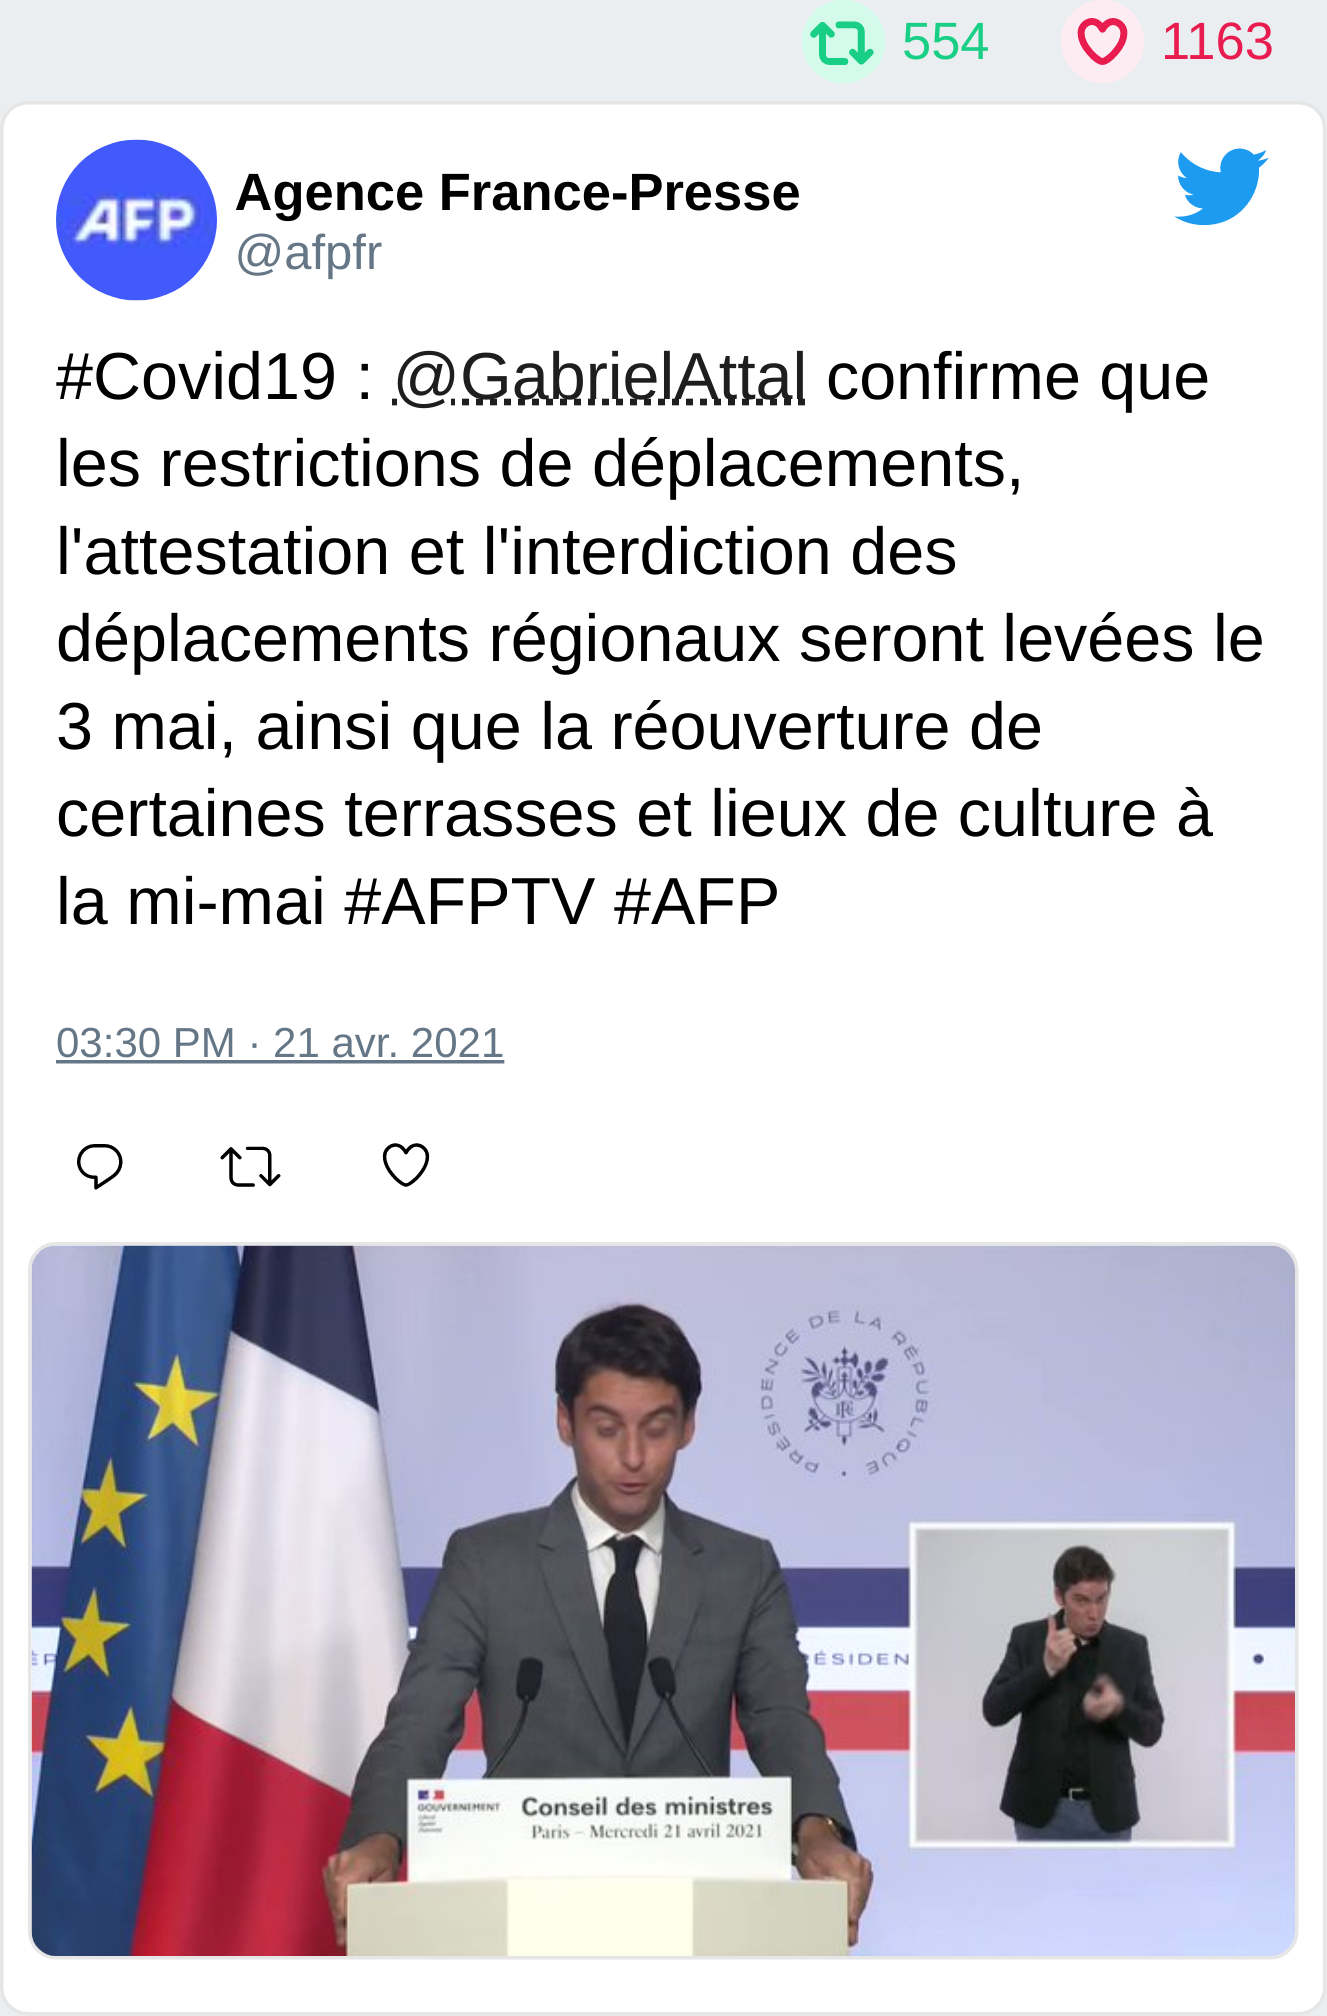 554 1163
AFP
Agence France-Presse
@afpfr
#Covid19 : @GabrielAttal confirme que
les restrictions de déplacements,
l'attestation et l'interdiction des
déplacements régionaux seront levées le
3 mai, ainsi que la réouverture de
certaines terrasses et lieux de culture à
la mi-mai #AFPTV #AFP
03:30 PM · 21 avr. 2021
PRÉSIDENCE DE LA RÉPUBLIQUE •
ÉSIDEN
GOUVERNEMENT
Conseil des ministres
Paris – Mercredi 21 avril 2021